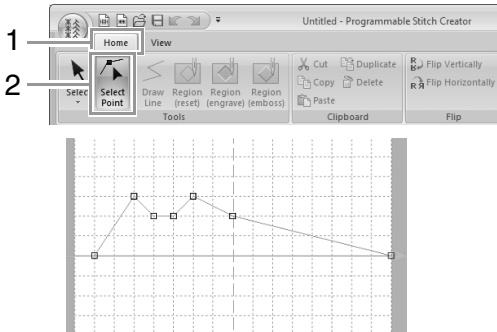 Untitled - Programmable Stitch Creator
1
Home View
2
Select
Select Point
Draw Line
Region (reset)
Region (engrave)
Region (emboss)
Tools
Cut
Duplicate
Copy
Delete
Paste
Clipboard
Flip Vertically
Flip Horizontally
Flip